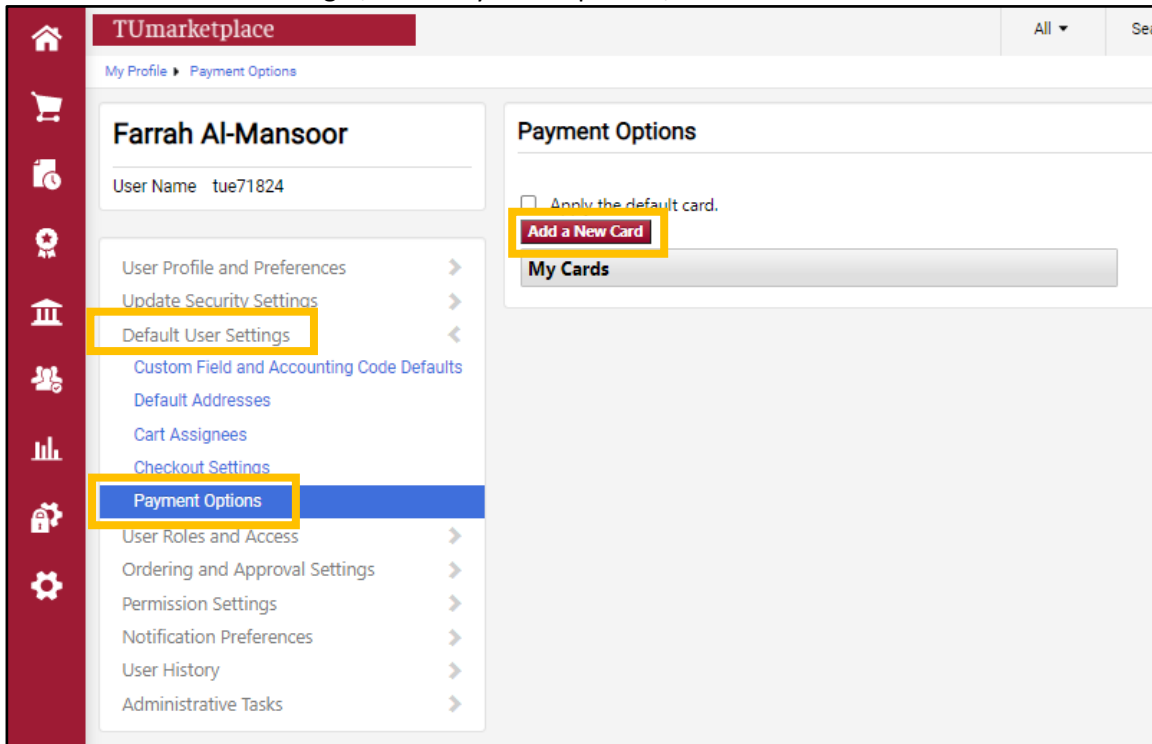 TUmarketplace
All
My Profile Payment Options
Farrah Al-Mansoor
User Name tue71824
User Profile and Preferences
Update Security Settings
Default User Settings
Custom Field and Accounting Code Defaults
Default Addresses
Cart Assignees
Checkout Settings
Payment Options
User Roles and Access
Ordering and Approval Settings
Permission Settings
Notification Preferences
User History
Administrative Tasks
Payment Options
Apply the default card.
Add a New Card
My Cards